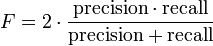 F = 2 · precision · recall / precision + recall